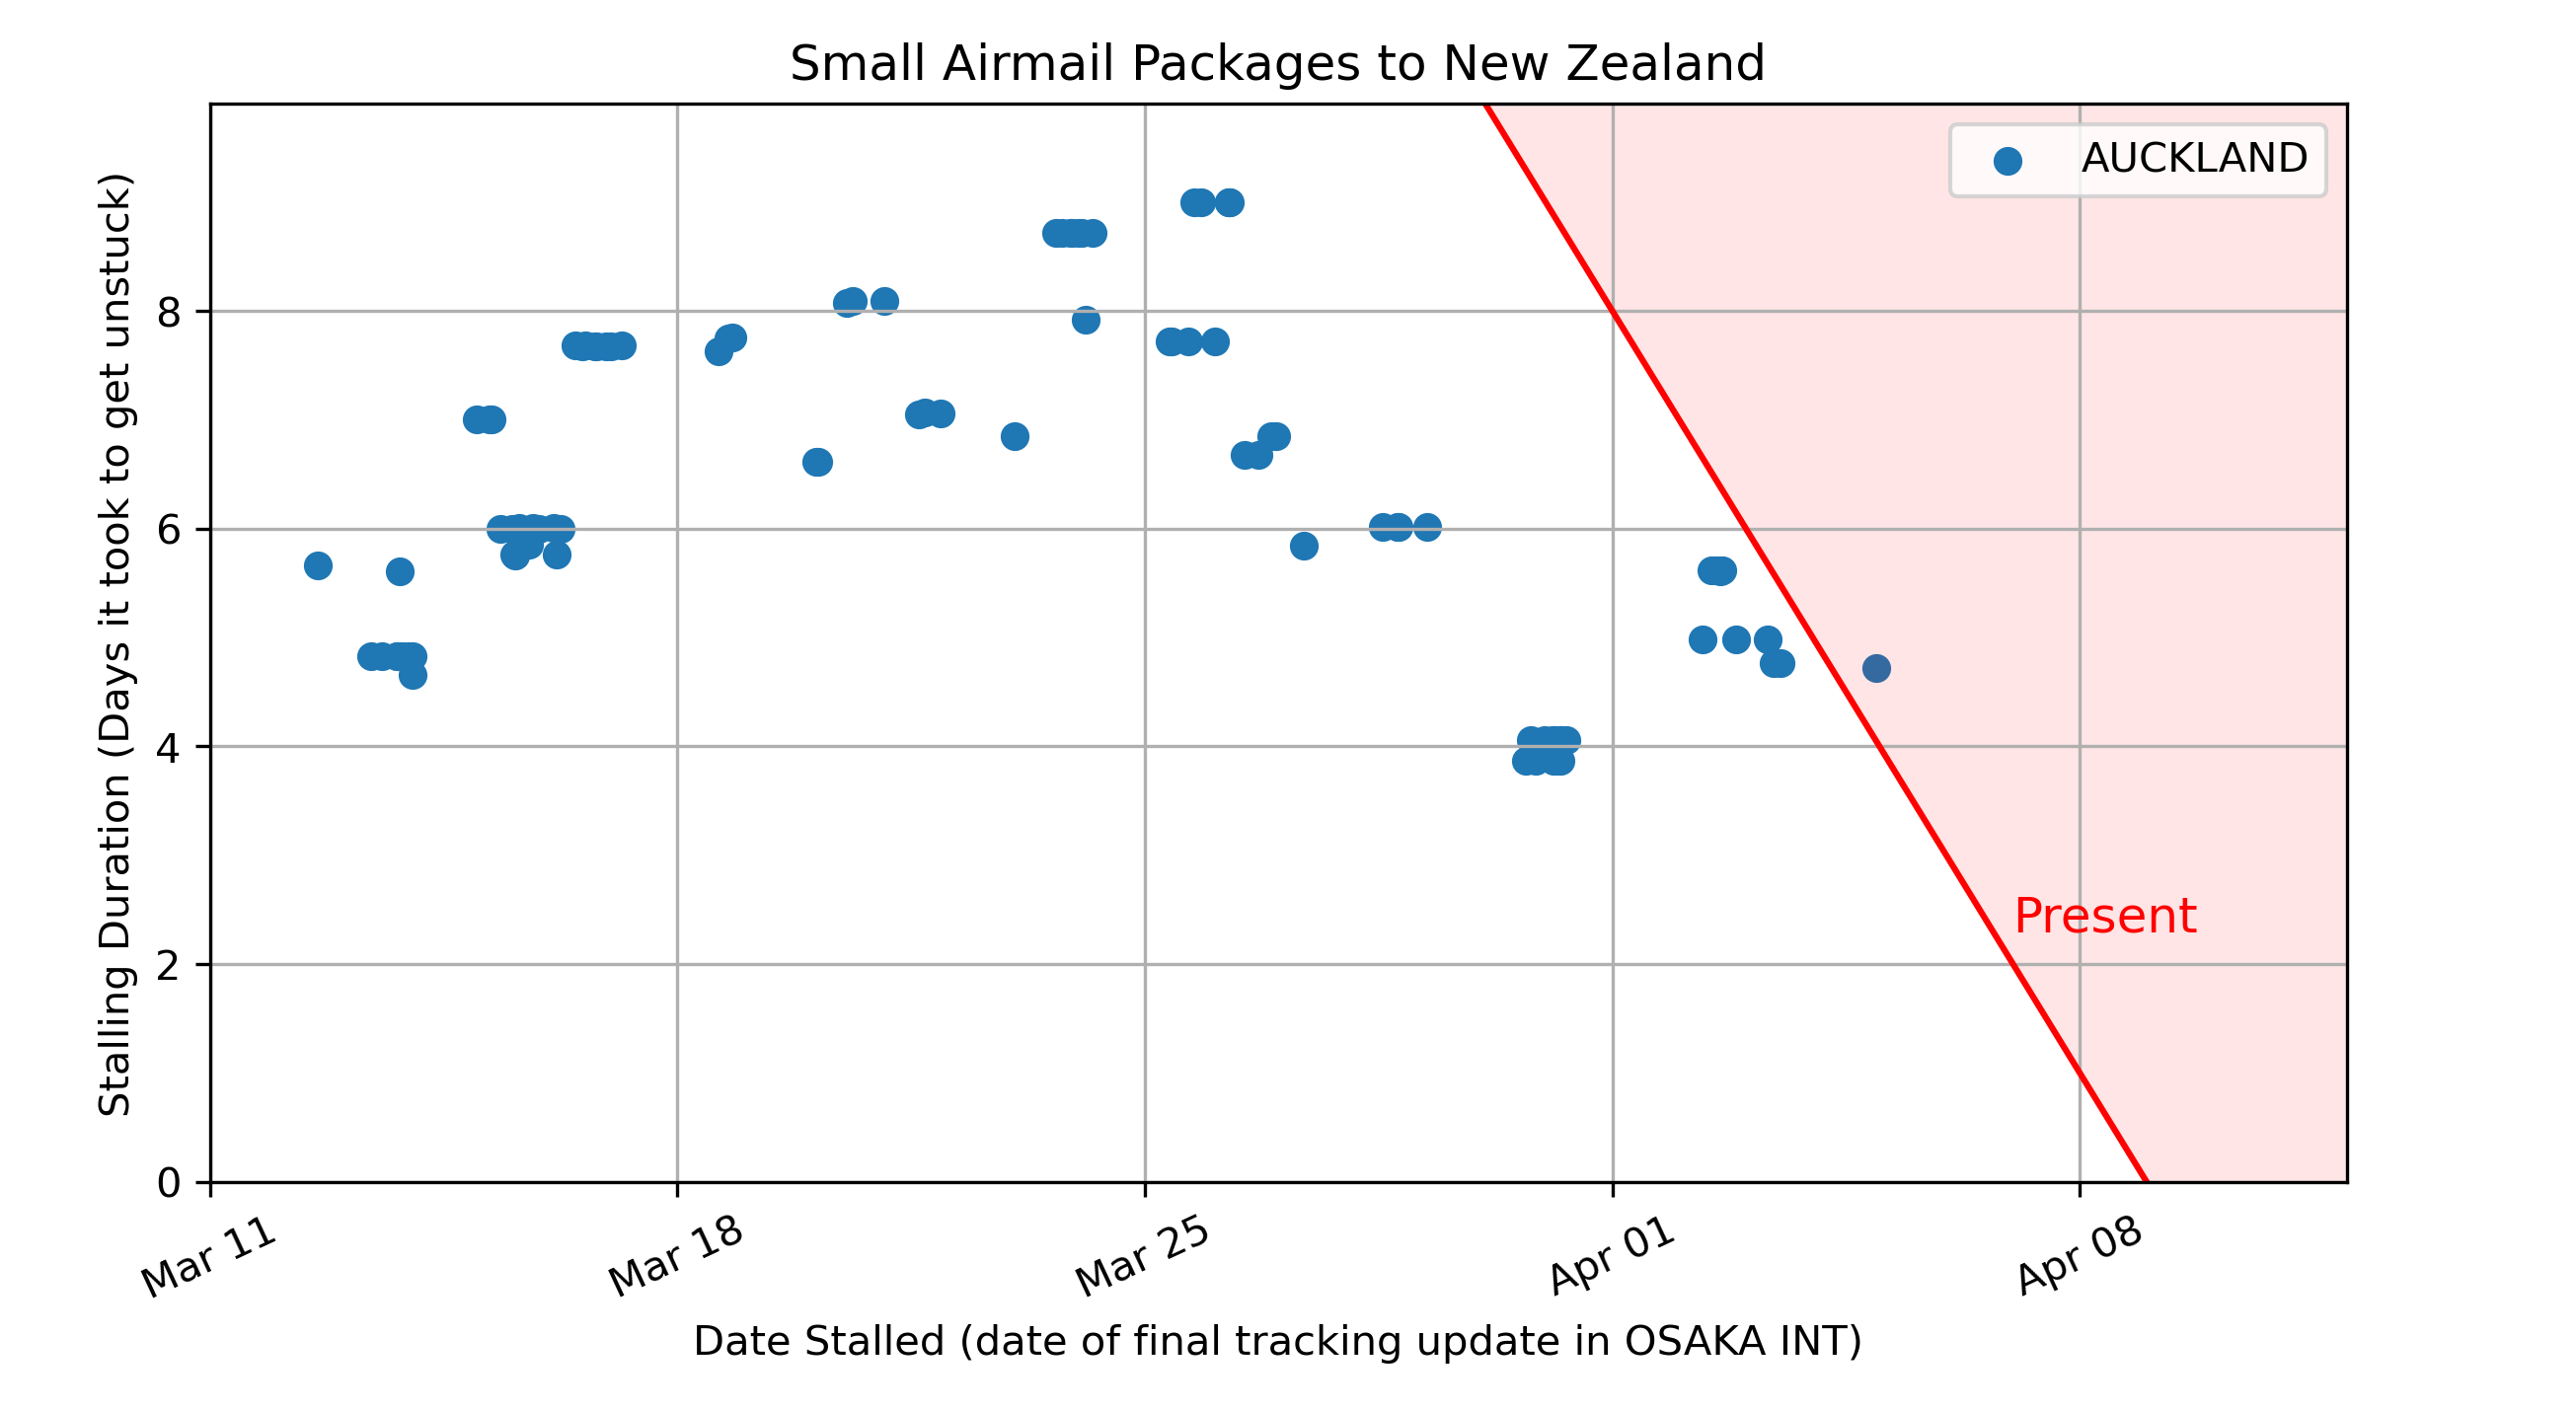 Small Airmail Packages to New Zealand
AUCKLAND
Stalling Duration (Days it took to get unstuck)
8
6
4
2
0
Present
Mar 11
Mar 18
Mar 25
Apr 01
Apr 08
Date Stalled (date of final tracking update in OSAKA INT)